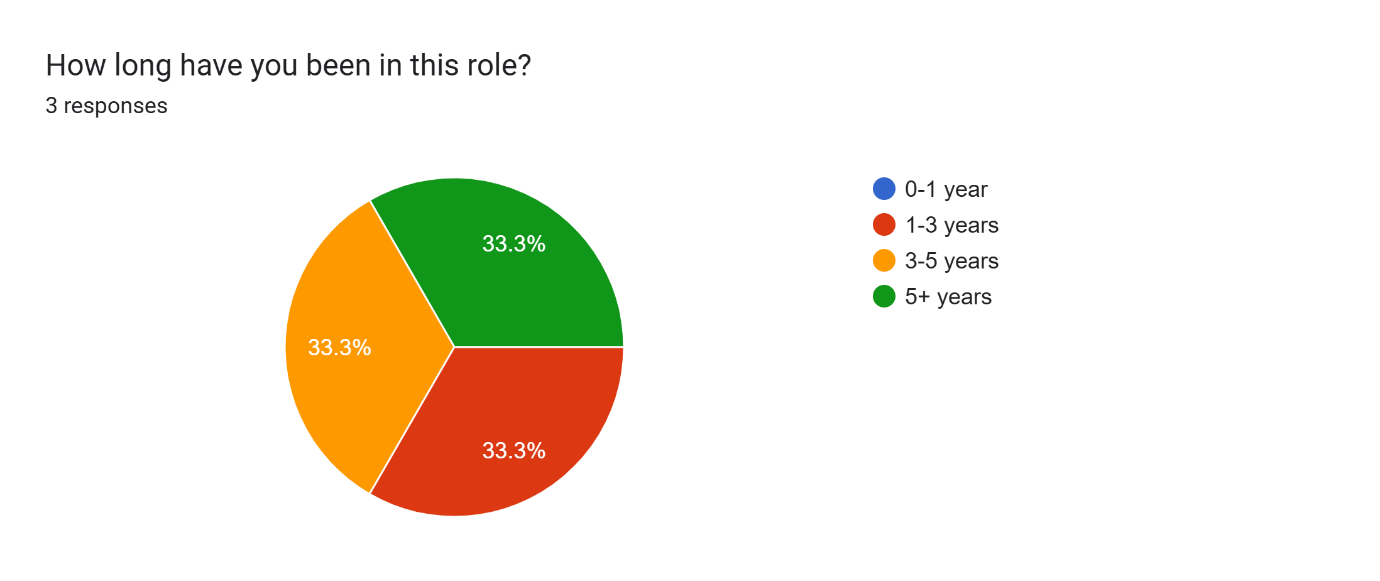 How long have you been in this role?
3 responses
0-1 year
1-3 years
3-5 years
5+ years
33.3%
33.3%
33.3%